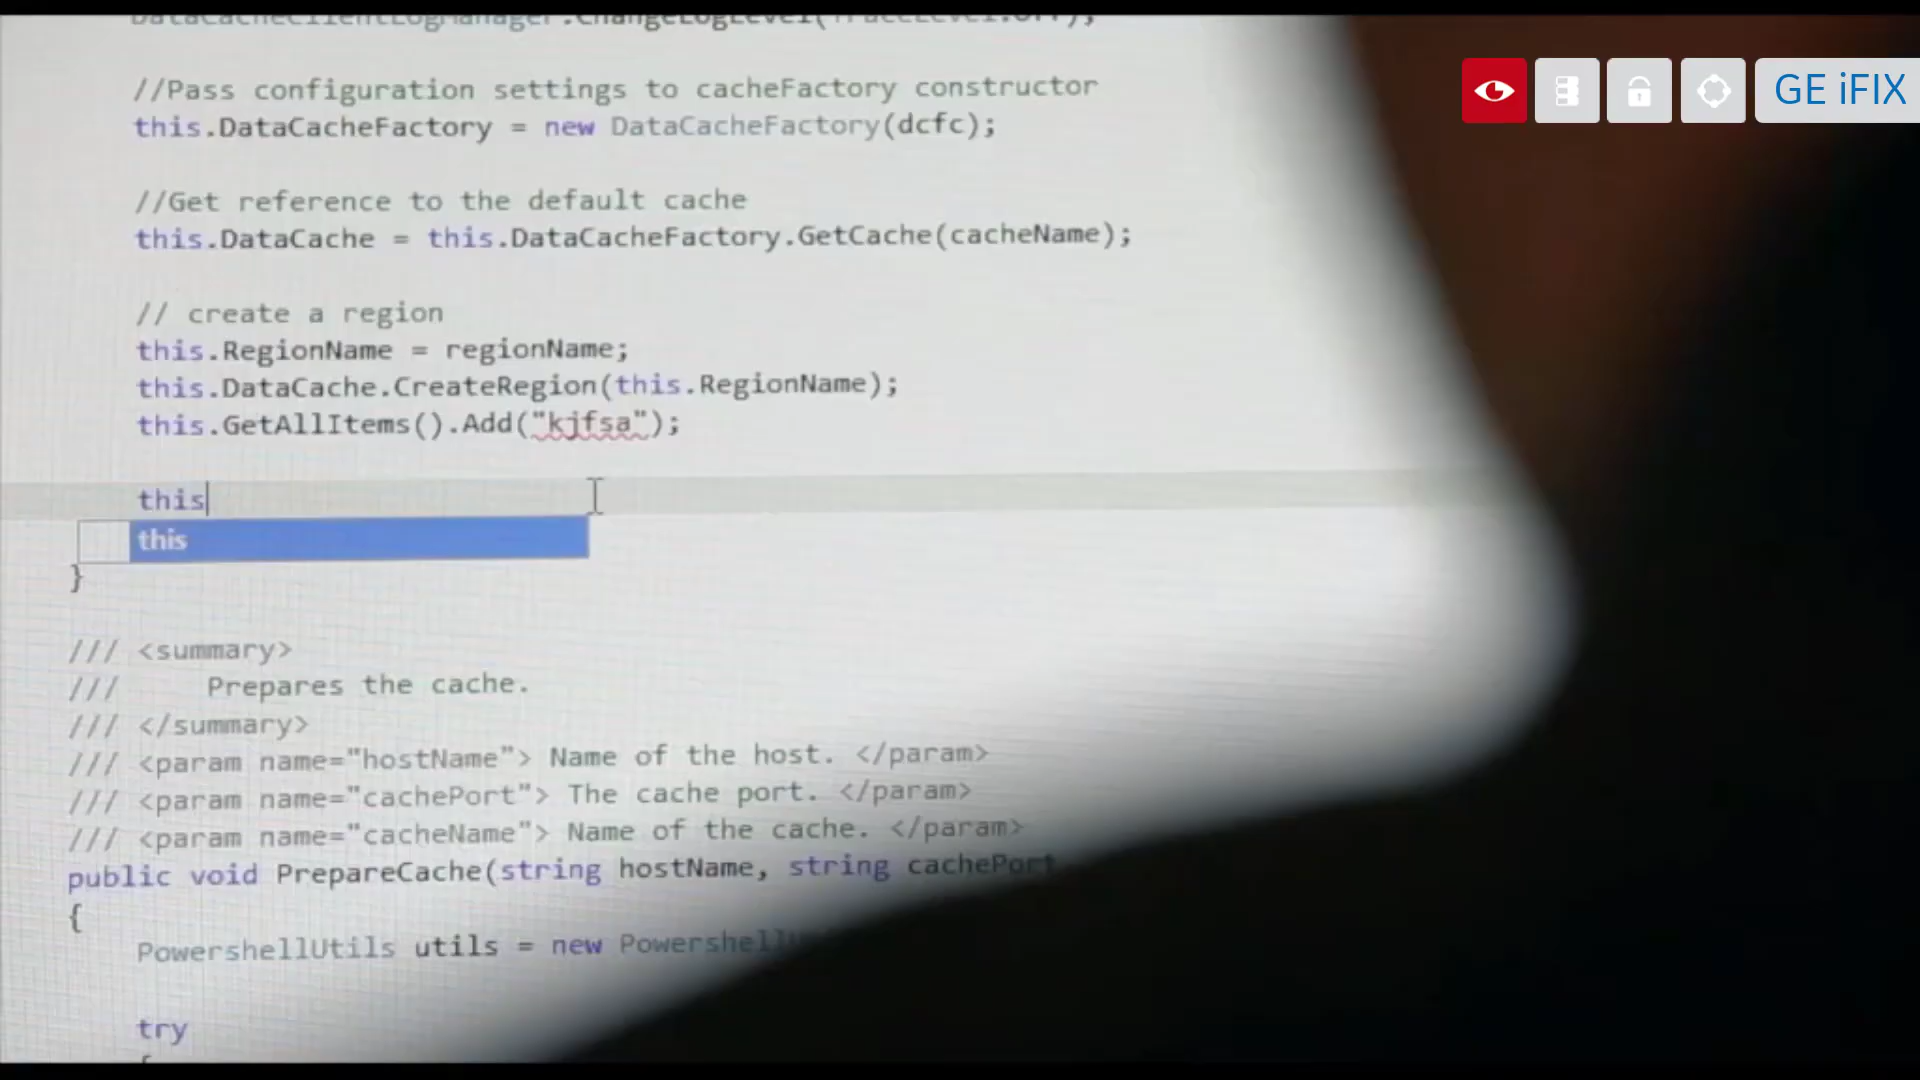 DataCacheClientLogManager.ChangeLogLevel(TraceLevel.Off);
//Pass configuration settings to cacheFactory constructor
GE iFIX
this.DataCacheFactory = new DataCacheFactory(dcfc);
//Get reference to the default cache
this.DataCache = this.DataCacheFactory.GetCache(cacheName);
// create a region
this.RegionName = regionName;
this.DataCache.CreateRegion(this.RegionName);
this.GetAllItems().Add("kjfsa");
this
this
}
/// <summary>
/// Prepares the cache.
/// </summary>
/// <param name="hostName"> Name of the host. </param>
/// <param name="cachePort"> The cache port. </param>
/// <param name="cacheName"> Name of the cache. </param>
public void PrepareCache(string hostName, string cachePort
{
PowershellUtils utils = new
try